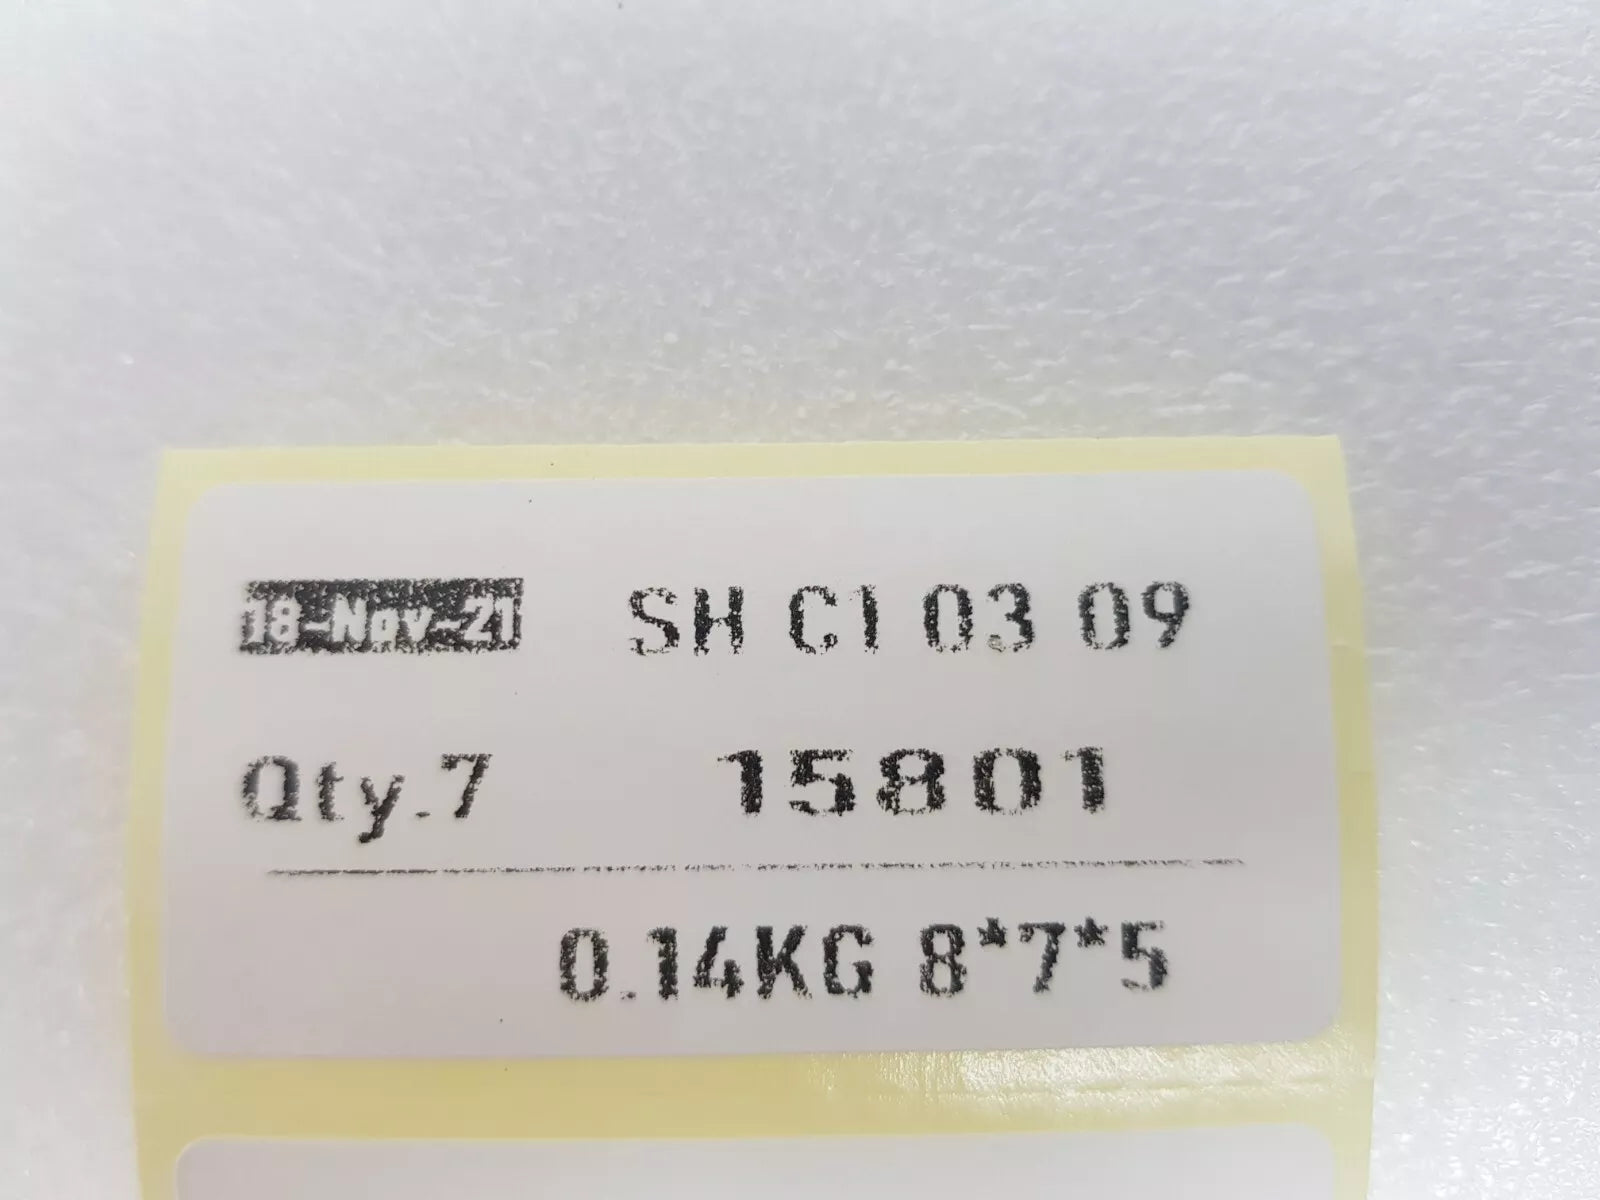 18-Nov-21 SH C1 03 09
Qty.7 15801
0.14KG 8*7*5